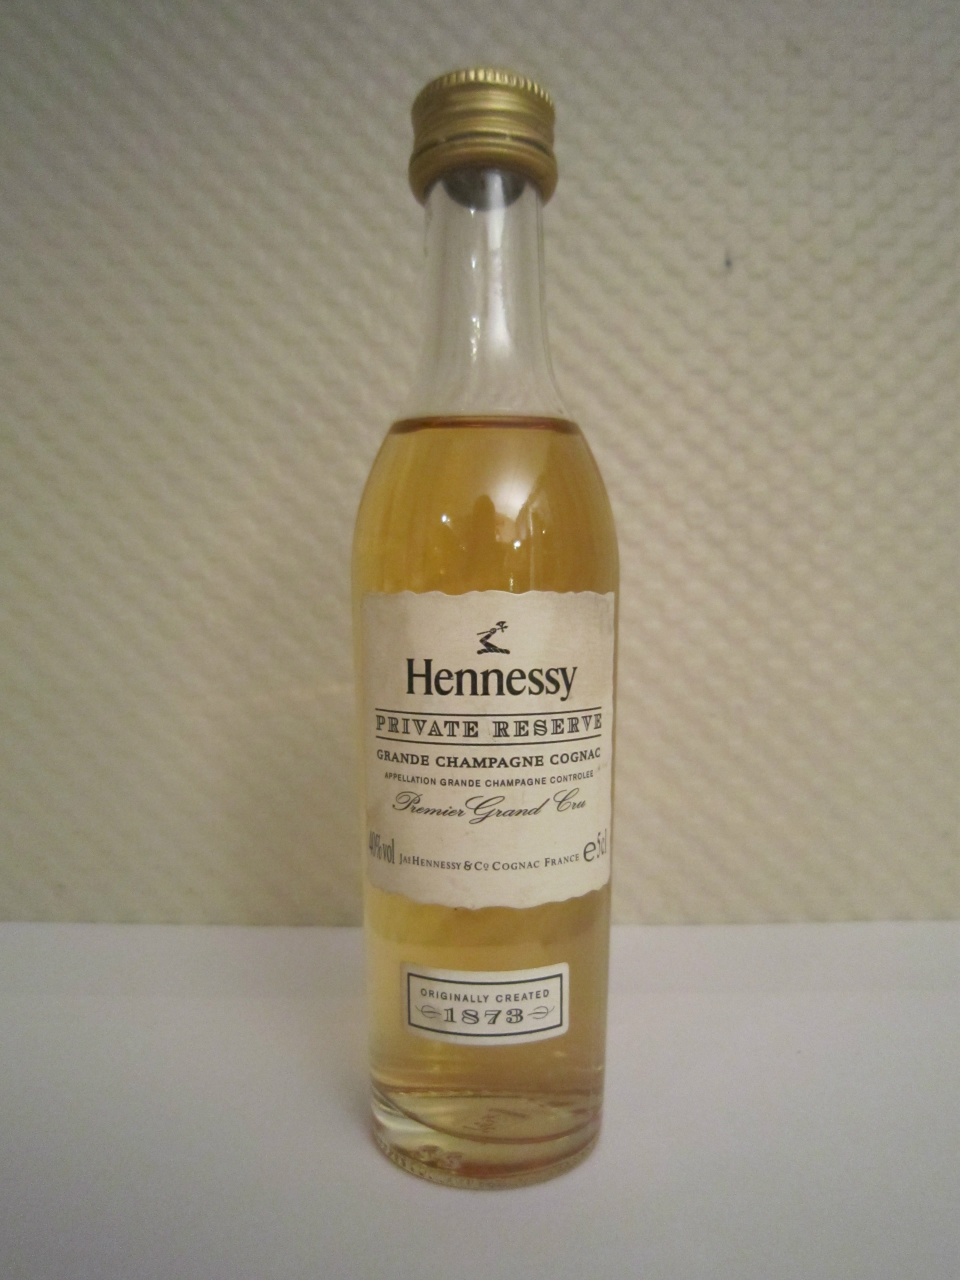 Hennessy
PRIVATE RESERVE
GRANDE CHAMPAGNE COGNAC
APPELLATION GRANDE CHAMPAGNE CONTROLEE
Premier Grand Cru
40% vol JAS HENNESSY & Cº COGNAC FRANCE e 5cl
ORIGINALLY CREATED
1873